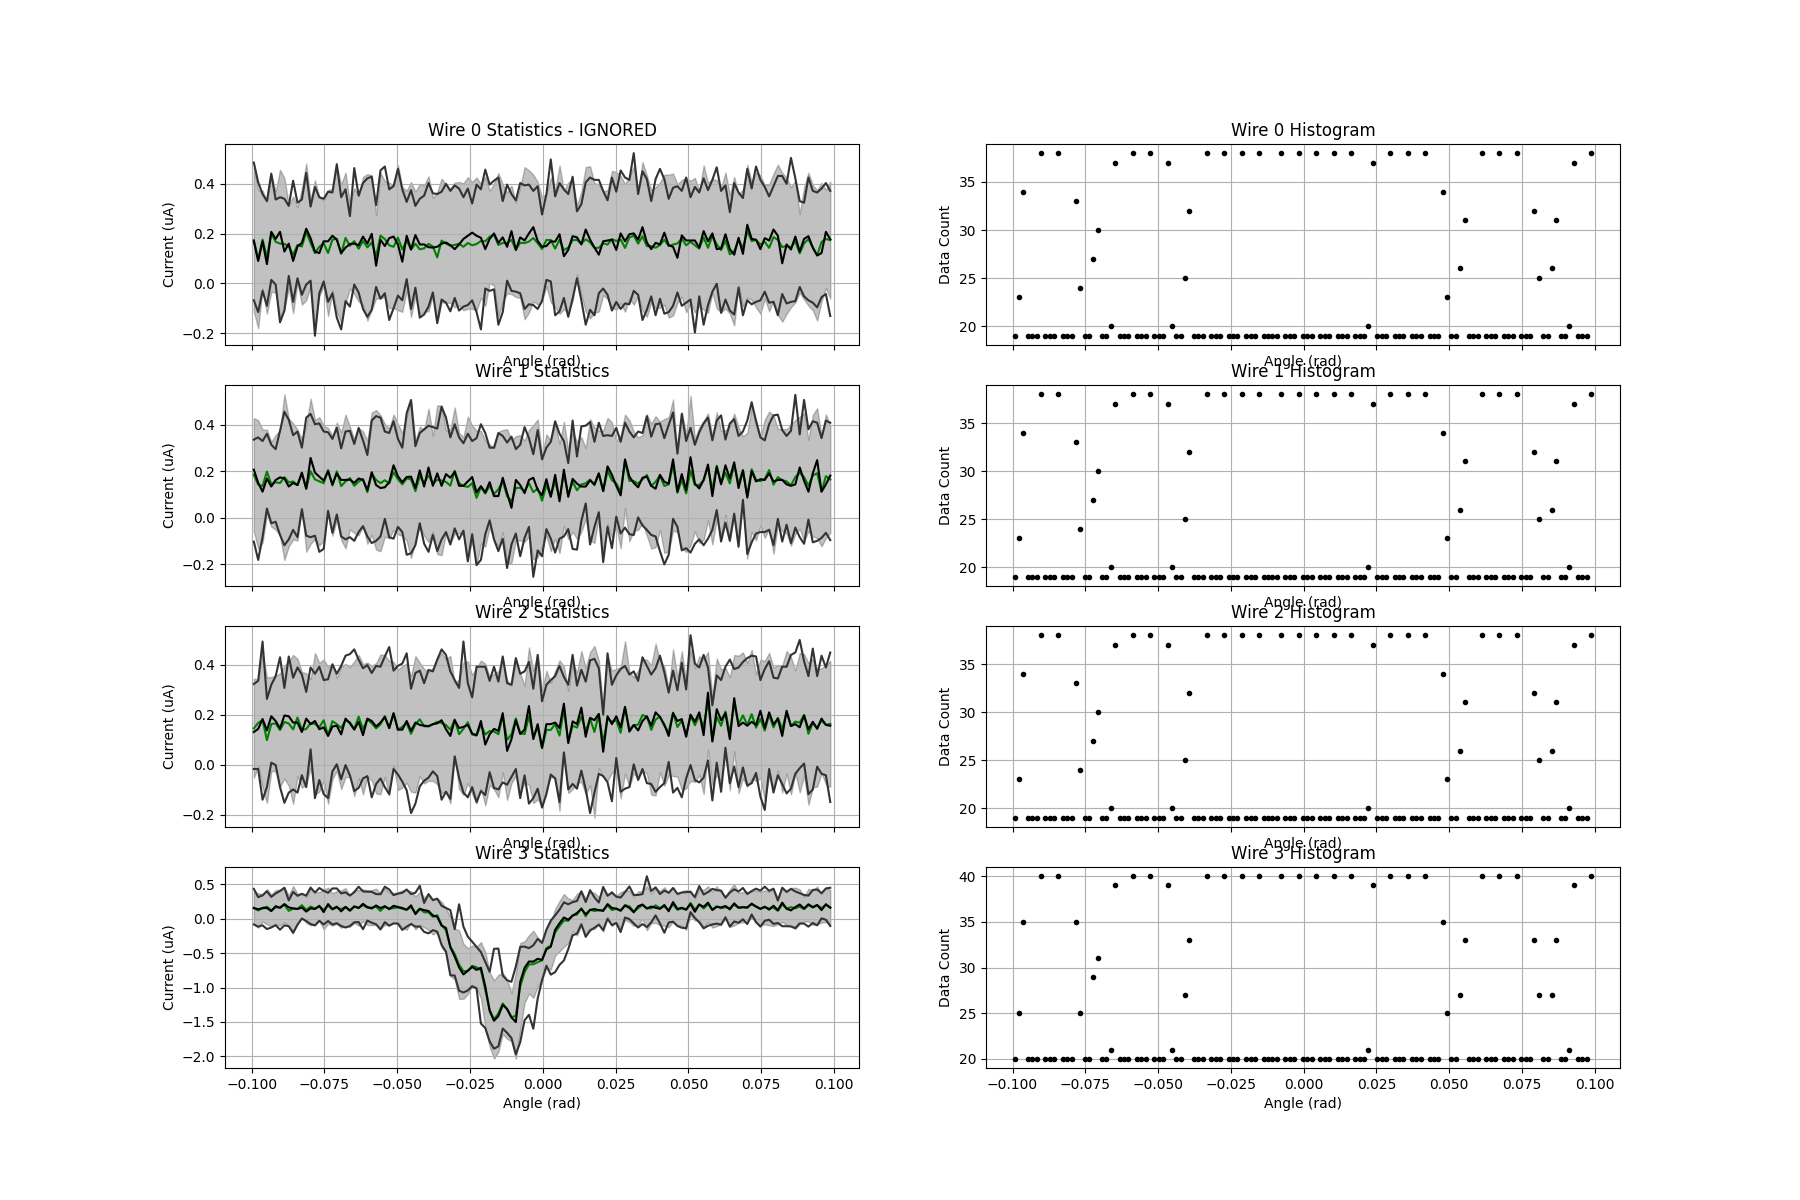 Wire 0 Statistics - IGNORED
Current (uA)
0.4
0.2
0.0
−0.2
Angle (rad)
Wire 0 Histogram
Data Count
35
30
25
20
Angle (rad)
Wire 1 Statistics
Current (uA)
0.4
0.2
0.0
−0.2
Angle (rad)
Wire 1 Histogram
Data Count
35
30
25
20
Angle (rad)
Wire 2 Statistics
Current (uA)
0.4
0.2
0.0
−0.2
Angle (rad)
Wire 2 Histogram
Data Count
35
30
25
20
Angle (rad)
Wire 3 Statistics
Current (uA)
0.5
0.0
−0.5
−1.0
−1.5
−2.0
−0.100 −0.075 −0.050 −0.025 0.000 0.025 0.050 0.075 0.100
Angle (rad)
Wire 3 Histogram
Data Count
40
35
30
25
20
−0.100 −0.075 −0.050 −0.025 0.000 0.025 0.050 0.075 0.100
Angle (rad)